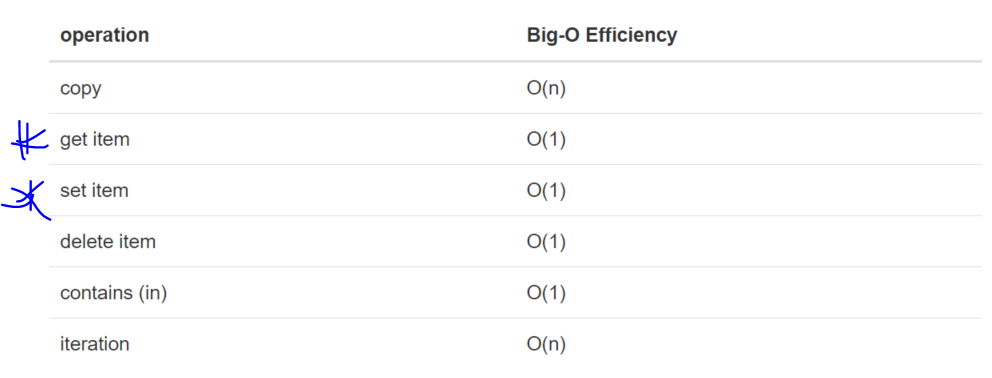 operation Big-O Efficiency
copy O(n)
get item O(1)
set item O(1)
delete item O(1)
contains (in) O(1)
iteration O(n)